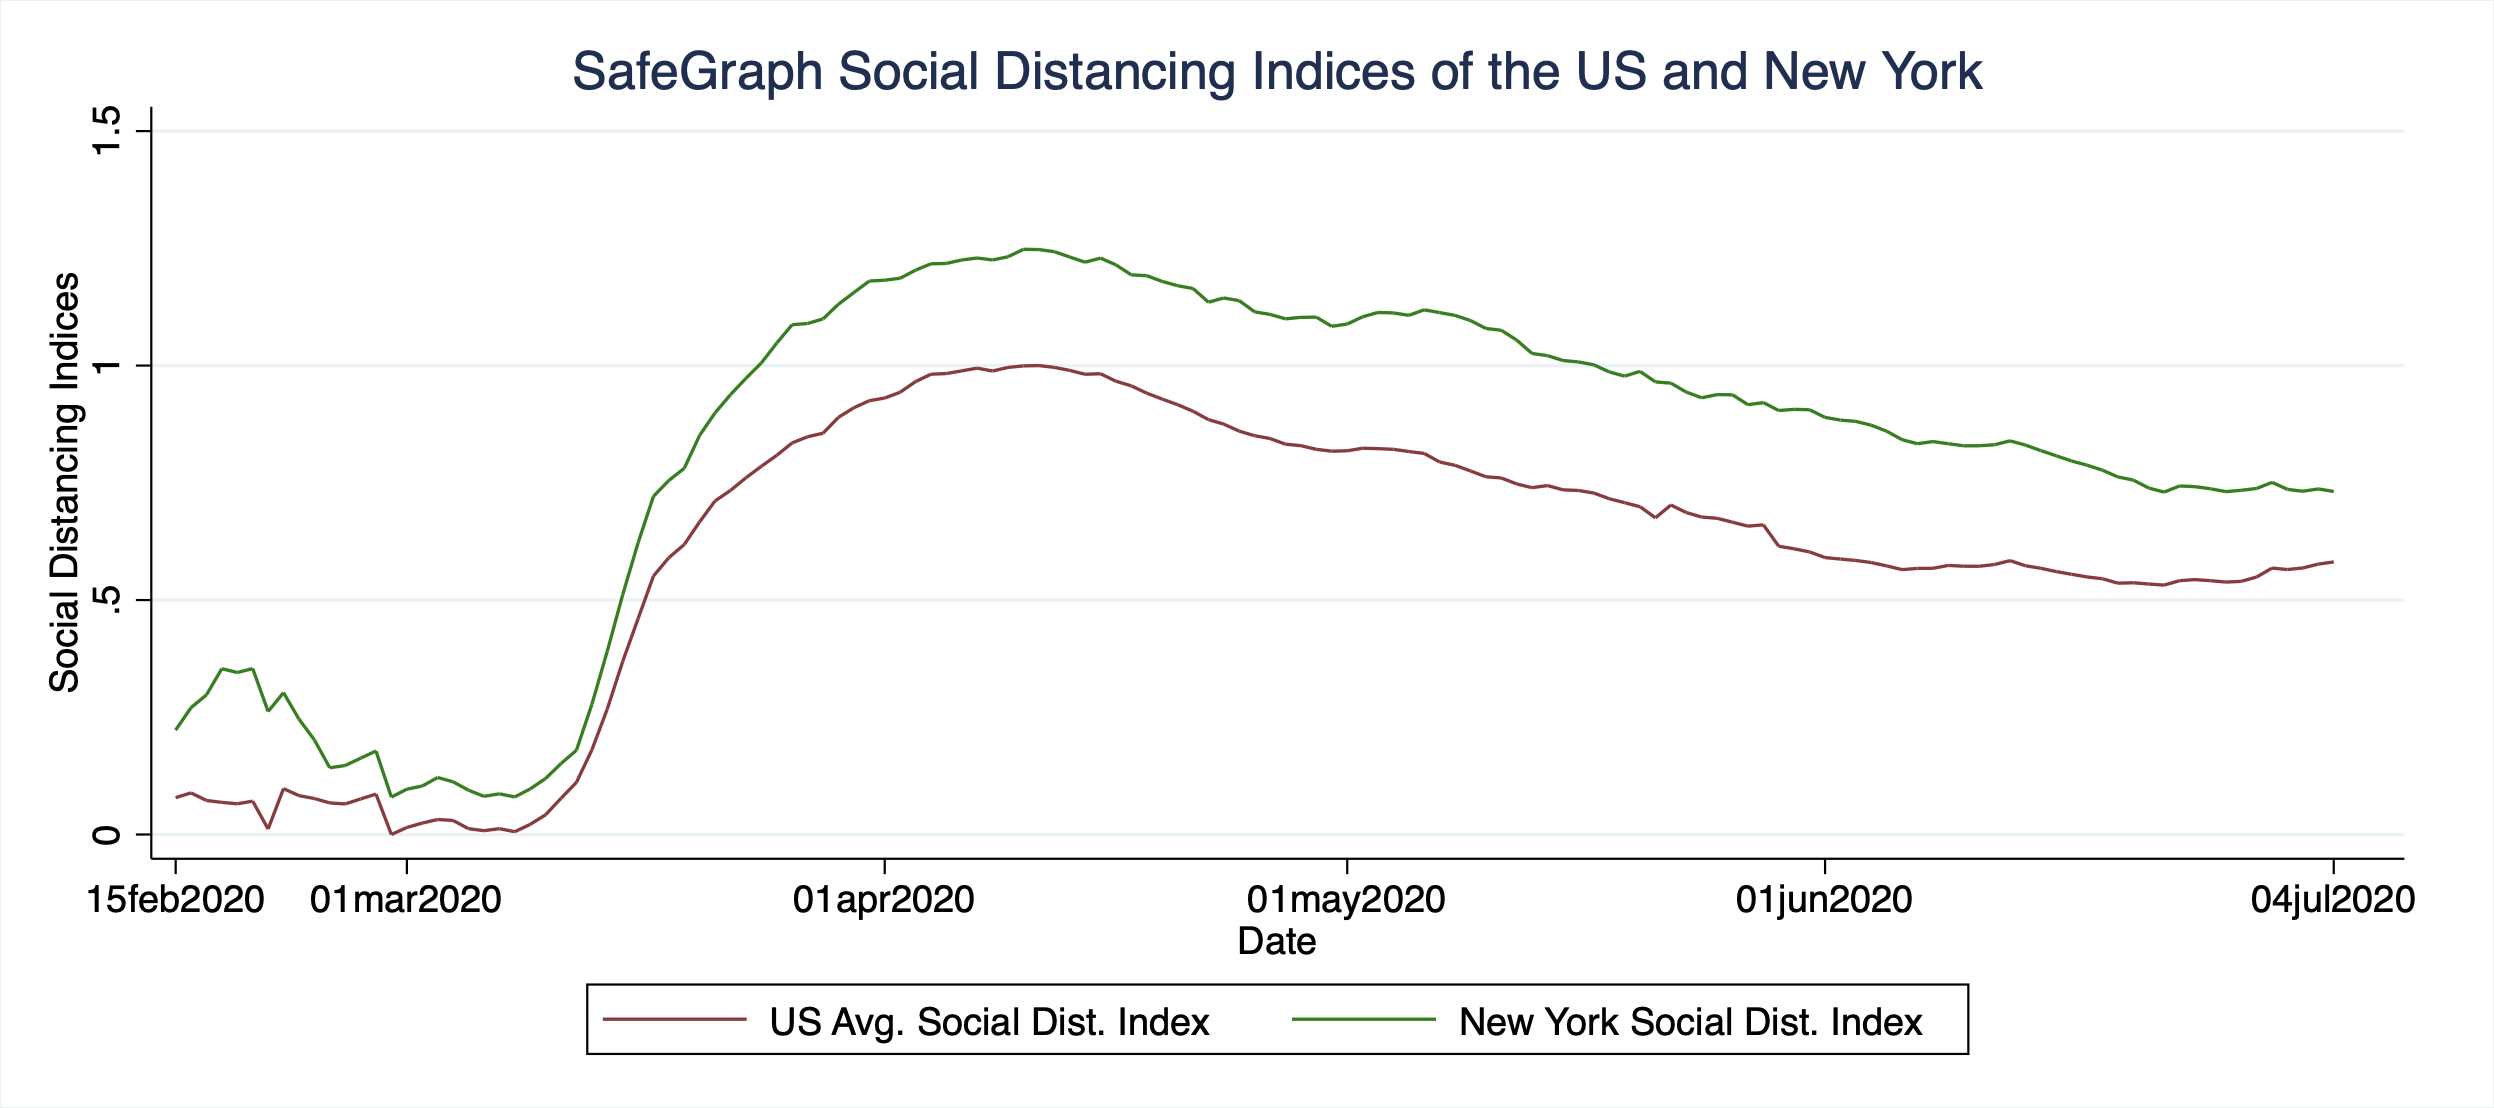 SafeGraph Social Distancing Indices of the US and New York
Social Distancing Indices
1.5
1
.5
0
15feb2020 01mar2020 01apr2020 01may2020 01jun2020 04jul2020
Date
US Avg. Social Dist. Index New York Social Dist. Index